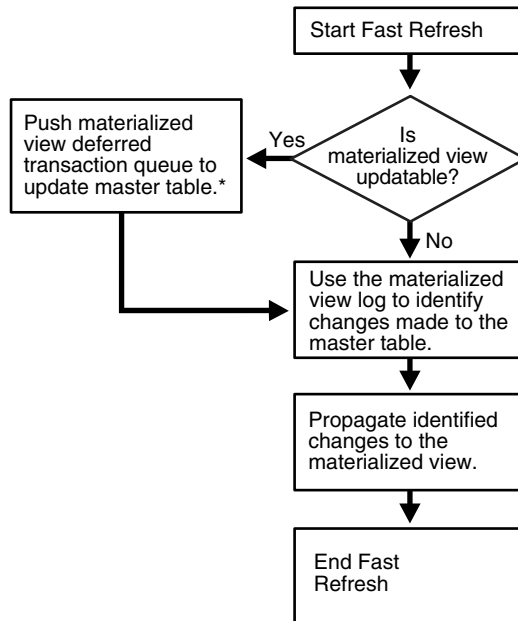 Start Fast Refresh
Is
materialized view
updatable?
Yes
Push materialized
view deferred
transaction queue to
update master table.*
No
Use the materialized
view log to identify
changes made to the
master table.
Propagate identified
changes to the
materialized view.
End Fast
Refresh